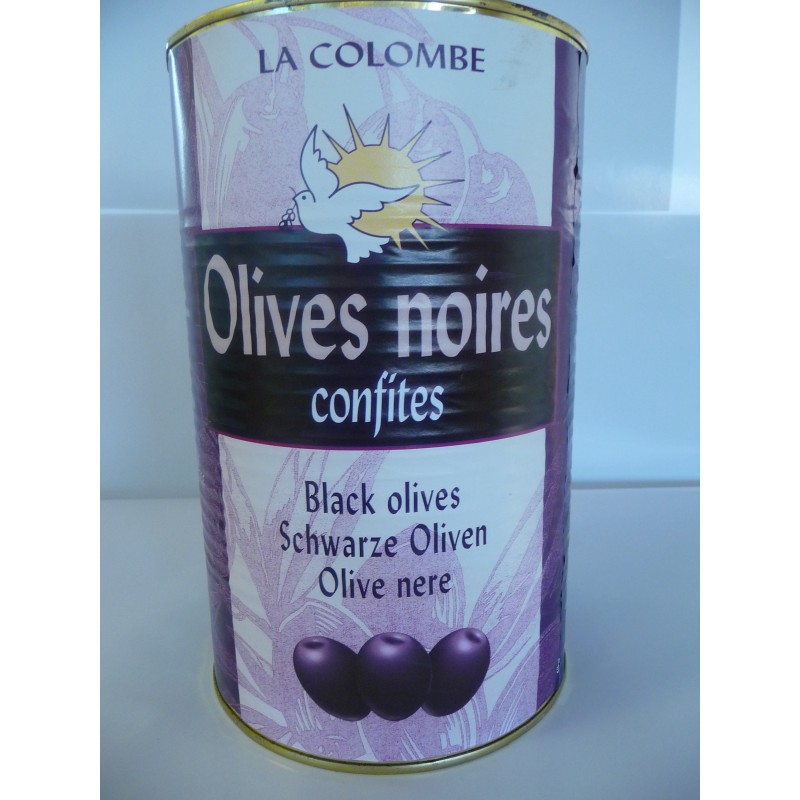 LA COLOMBE
Olives noires
confites
Black olives
Schwarze Oliven
Olive nere